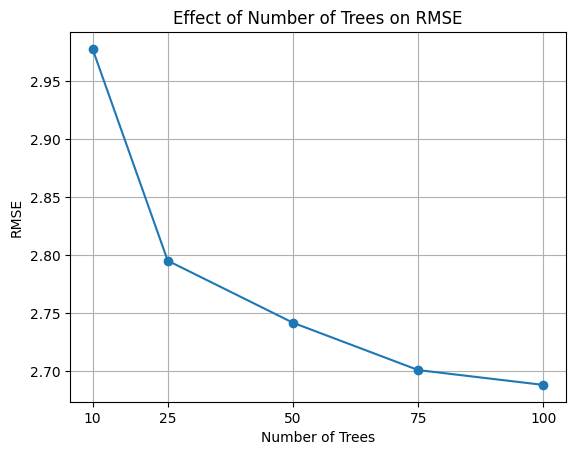 Effect of Number of Trees on RMSE
2.95
2.90
2.85
2.80
2.75
2.70
RMSE
10 25 50 75 100
Number of Trees